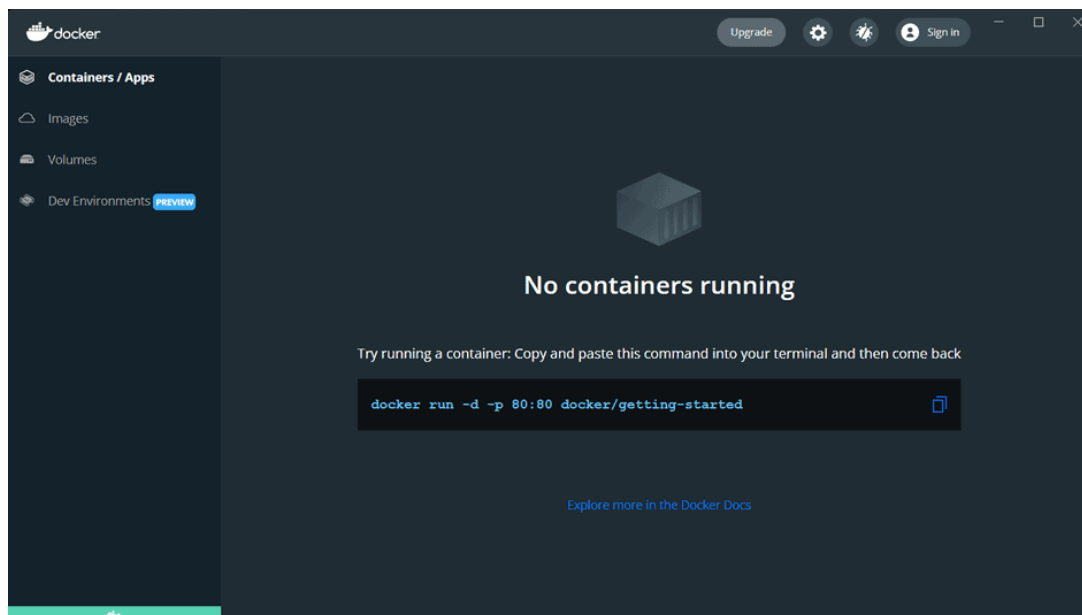 docker
Upgrade
Sign in
Containers / Apps
Images
Volumes
Dev Environments PREVIEW
No containers running
Try running a container: Copy and paste this command into your terminal and then come back
docker run -d -p 80:80 docker/getting-started
Explore more in the Docker Docs